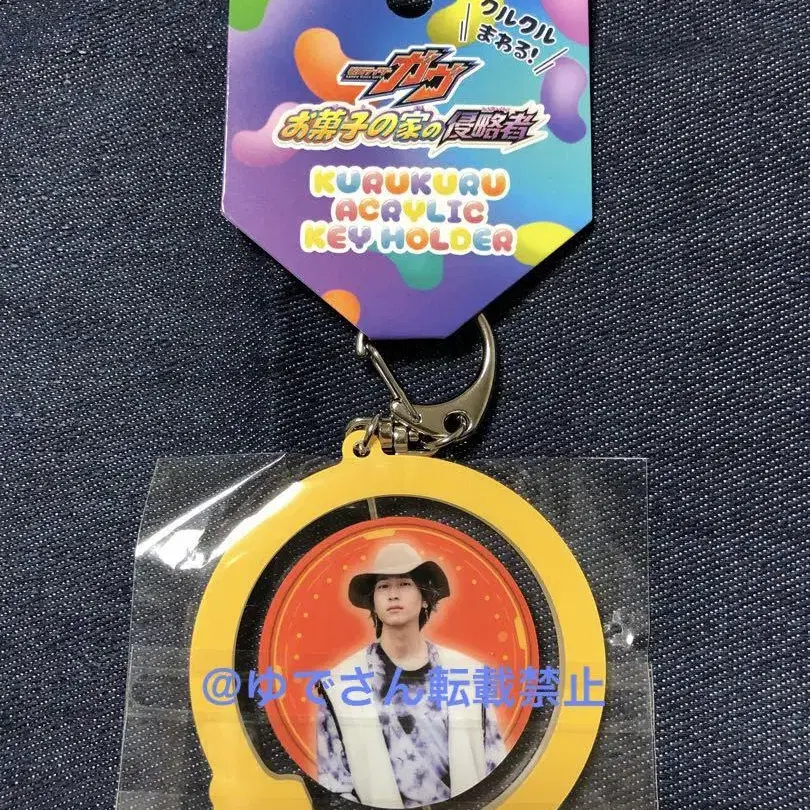 クルクル
まわる!
仮面ライダー
ガヴ
お菓子の家の侵略者
KURUKURU
ACRYLIC
KEY HOLDER
@ゆでさん転載禁止